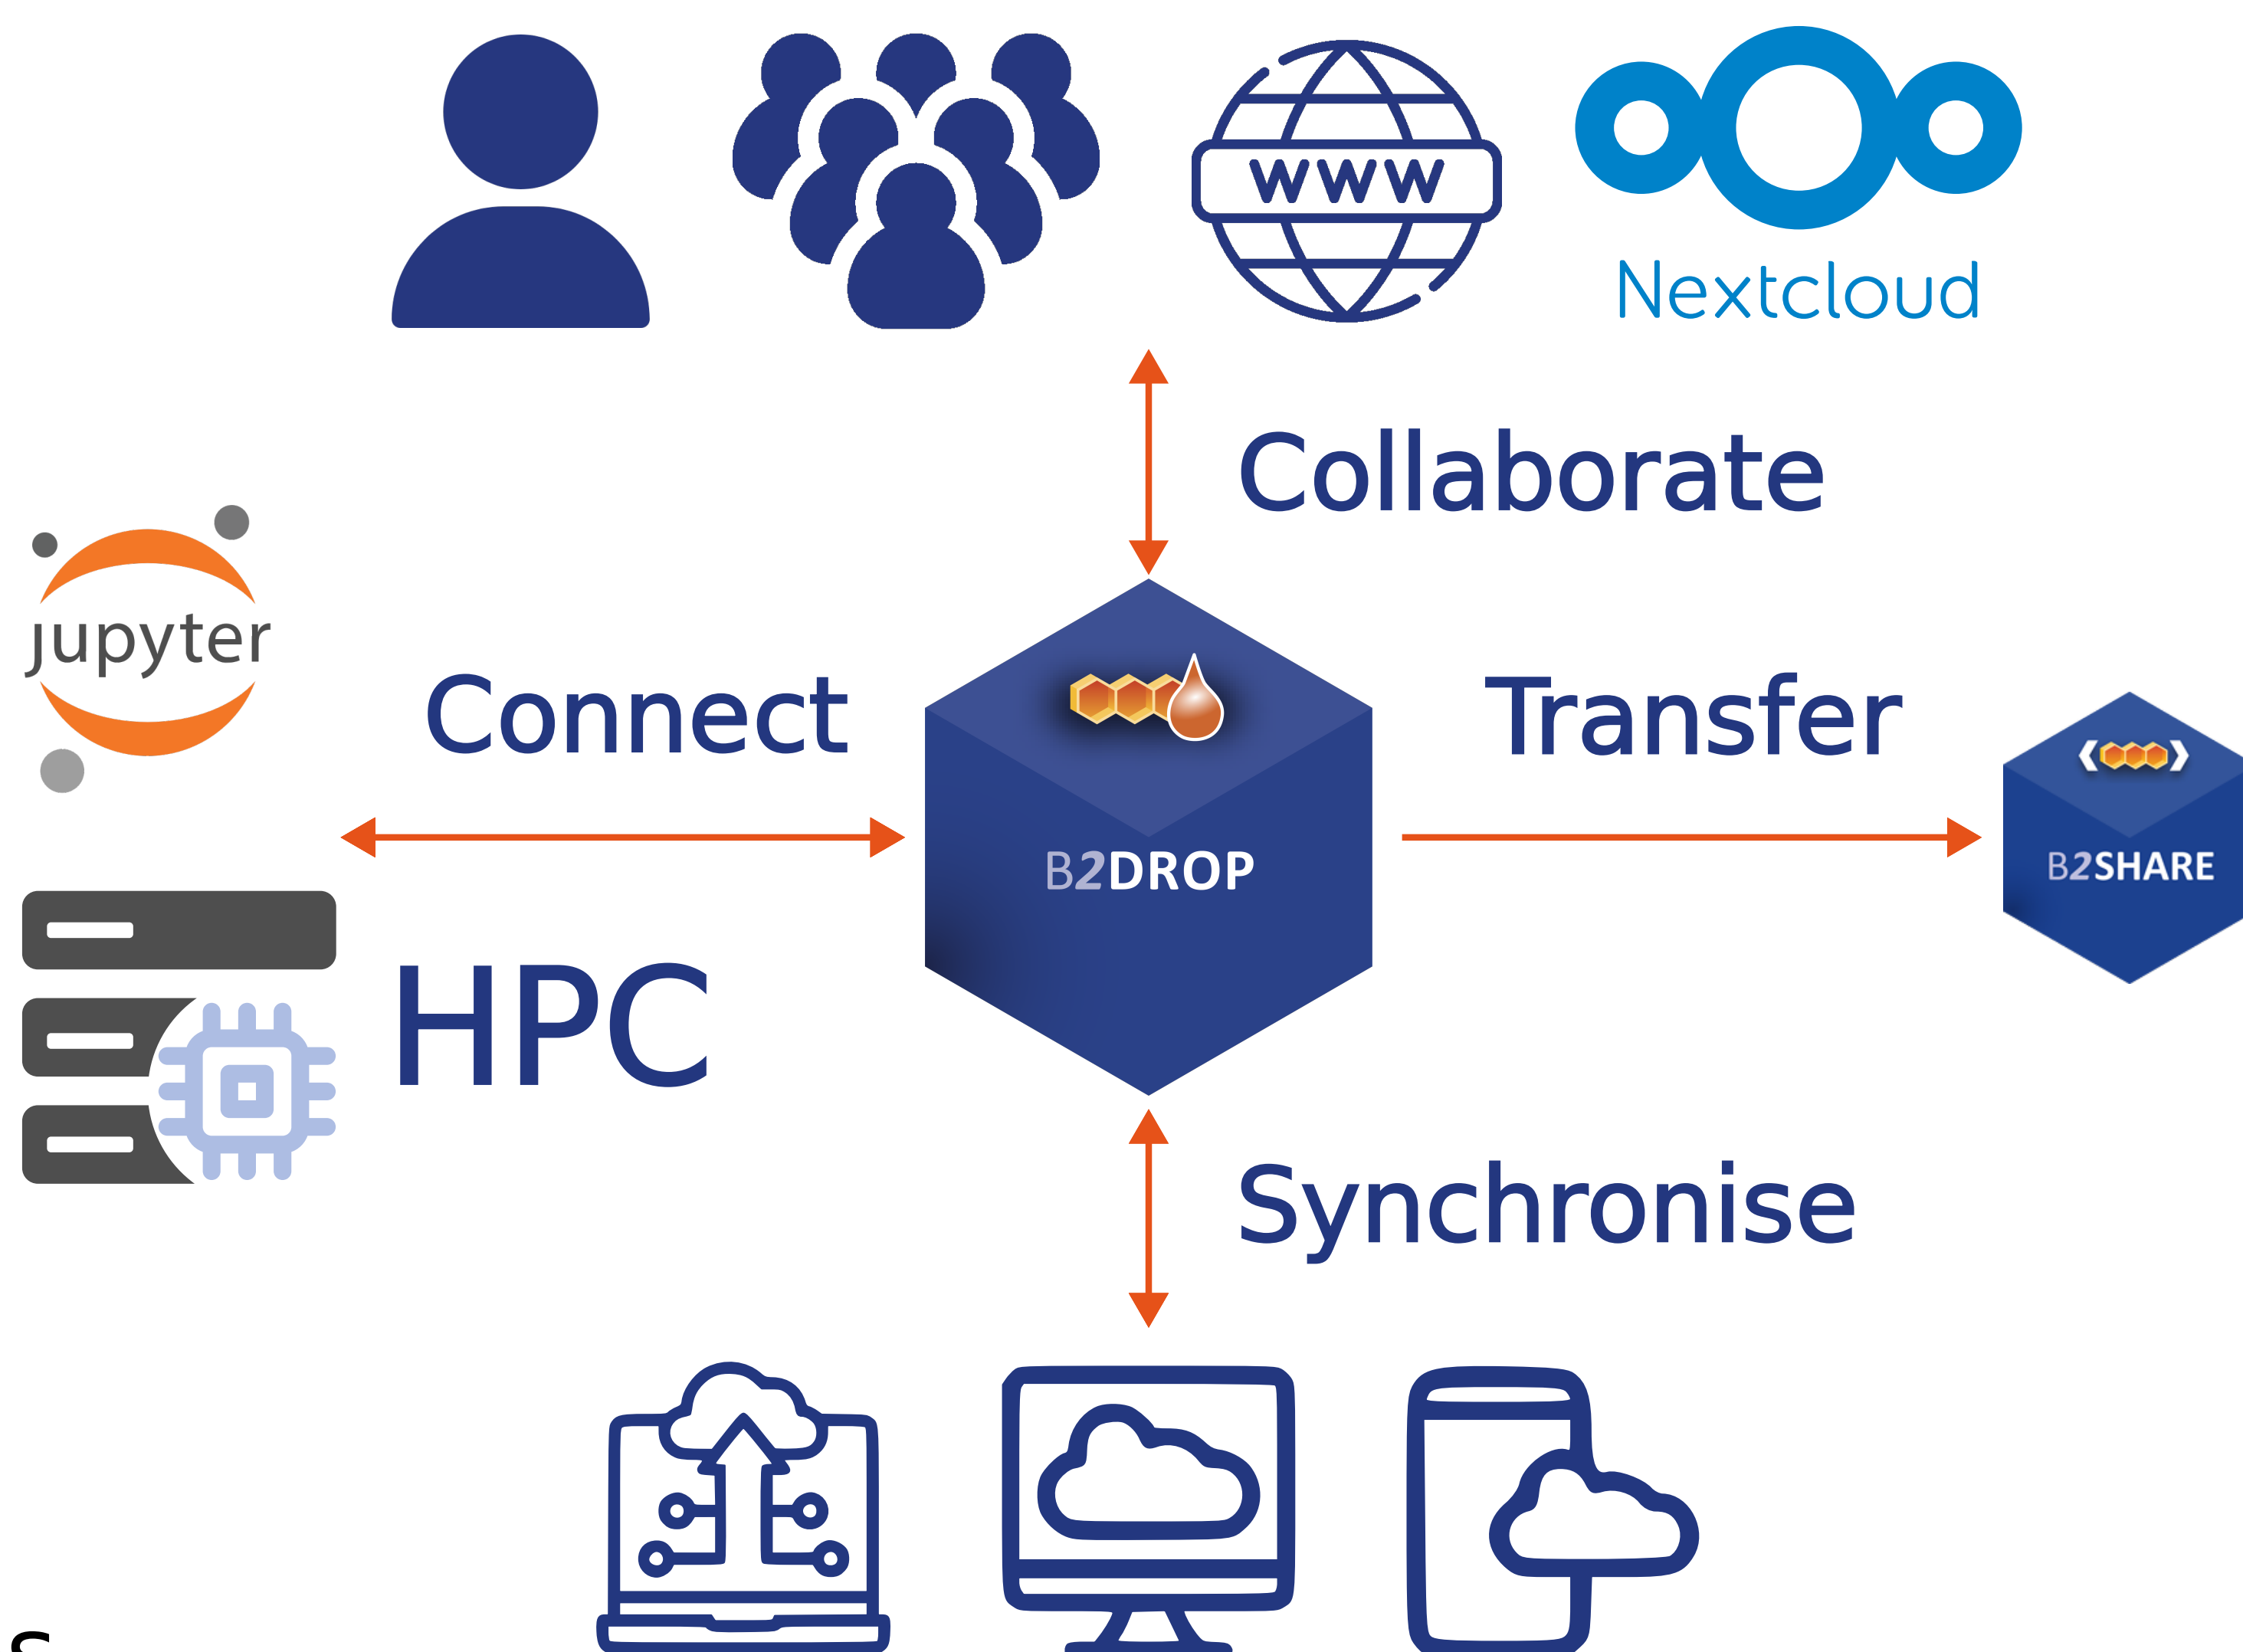 www
Nextcloud
Collaborate
jupyter
Connect
Transfer
B2DROP
B2SHARE
HPC
Synchronise